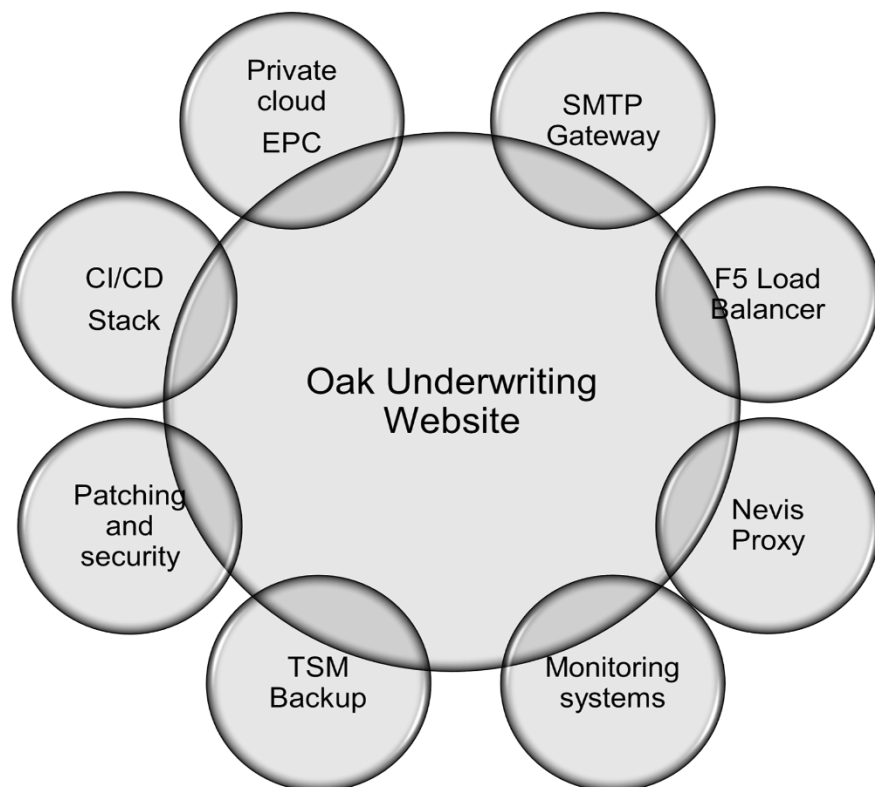 Private
cloud
EPC
SMTP
Gateway
CI/CD
Stack
F5 Load
Balancer
Oak Underwriting
Website
Patching
and
security
Nevis
Proxy
TSM
Backup
Monitoring
systems